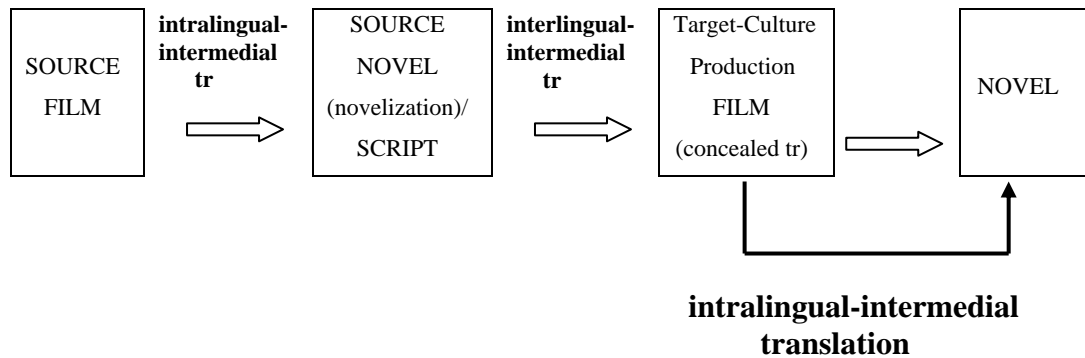 SOURCE
FILM
intralingual-
intermedial
tr
SOURCE
NOVEL
(novelization)/
SCRIPT
interlingual-
intermedial
tr
Target-Culture
Production
FILM
(concealed tr)
NOVEL
intralingual-intermedial
translation